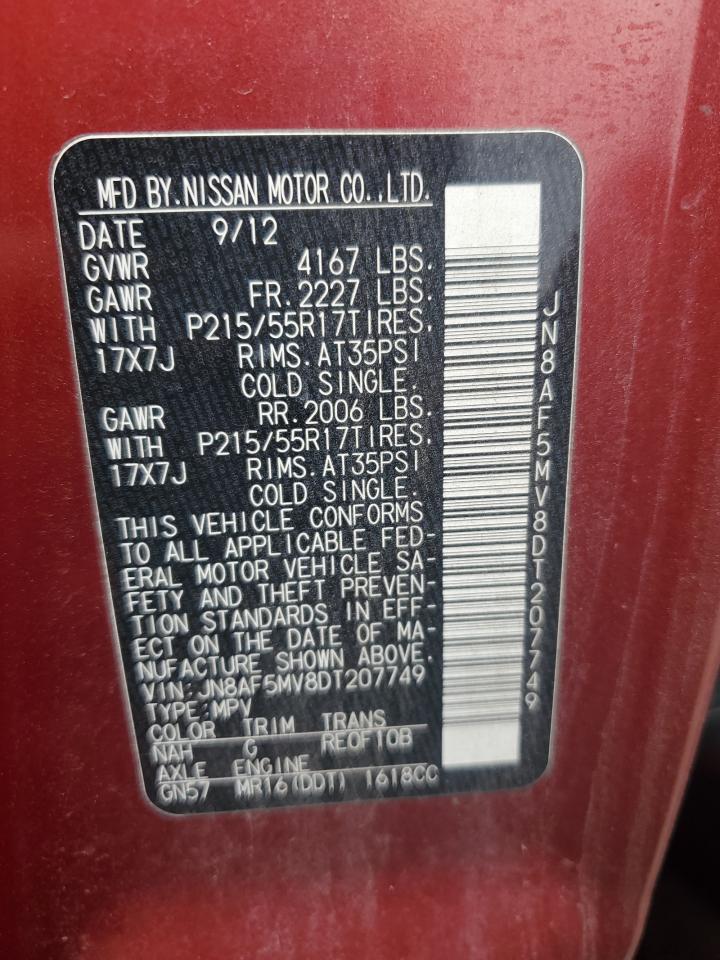 MFD BY.NISSAN MOTOR CO.,LTD.
DATE 9/12
GVWR 4167 LBS.
GAWR FR.2227 LBS.
WITH P215/55R17TIRES.
17X7J RIMS.AT35PSI
COLD SINGLE.
GAWR RR.2006 LBS.
WITH P215/55R17TIRES.
17X7J RIMS.AT35PSI
COLD SINGLE.
THIS VEHICLE CONFORMS
TO ALL APPLICABLE FED-
ERAL MOTOR VEHICLE SA-
FETY AND THEFT PREVEN-
TION STANDARDS IN EFF-
ECT ON THE DATE OF MA-
NUFACTURE SHOWN ABOVE.
VIN:JN8AF5MV8DT207749
TYPE:MPV
COLOR TRIM TRANS
NAH G RE0F10B
AXLE ENGINE
GN57 MR16(DDT) 1618CC
JN8AF5MV8DT207749